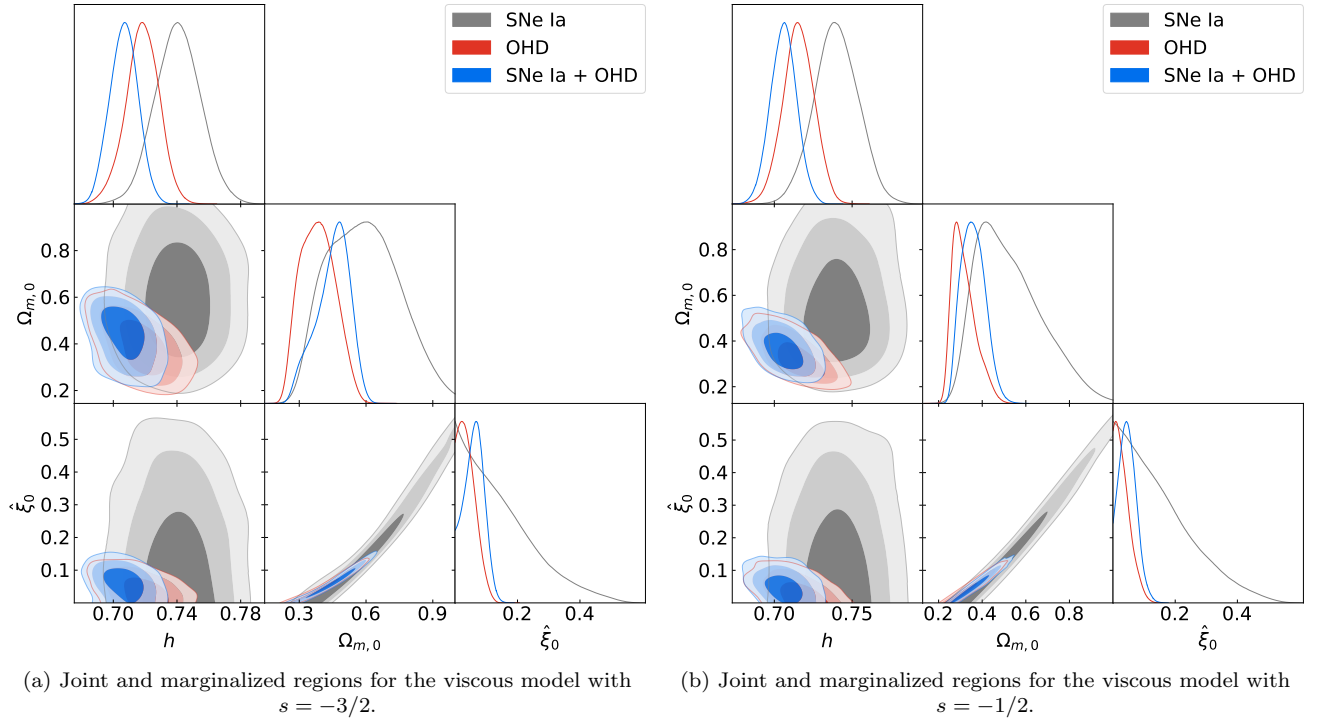 SNe Ia
OHD
SNe Ia + OHD
0.8
0.6
0.4
0.2
Ω_{m,0}
0.5
0.4
0.3
0.2
0.1
ξ̂₀
0.70 0.74 0.78
h
0.3 0.6 0.9
Ω_{m,0}
0.2 0.4
ξ̂₀
(a) Joint and marginalized regions for the viscous model with
s = −3/2.
SNe Ia
OHD
SNe Ia + OHD
0.8
0.6
0.4
0.2
Ω_{m,0}
0.5
0.4
0.3
0.2
0.1
ξ̂₀
0.70 0.75
h
0.2 0.4 0.6 0.8
Ω_{m,0}
0.2 0.4
ξ̂₀
(b) Joint and marginalized regions for the viscous model with
s = −1/2.